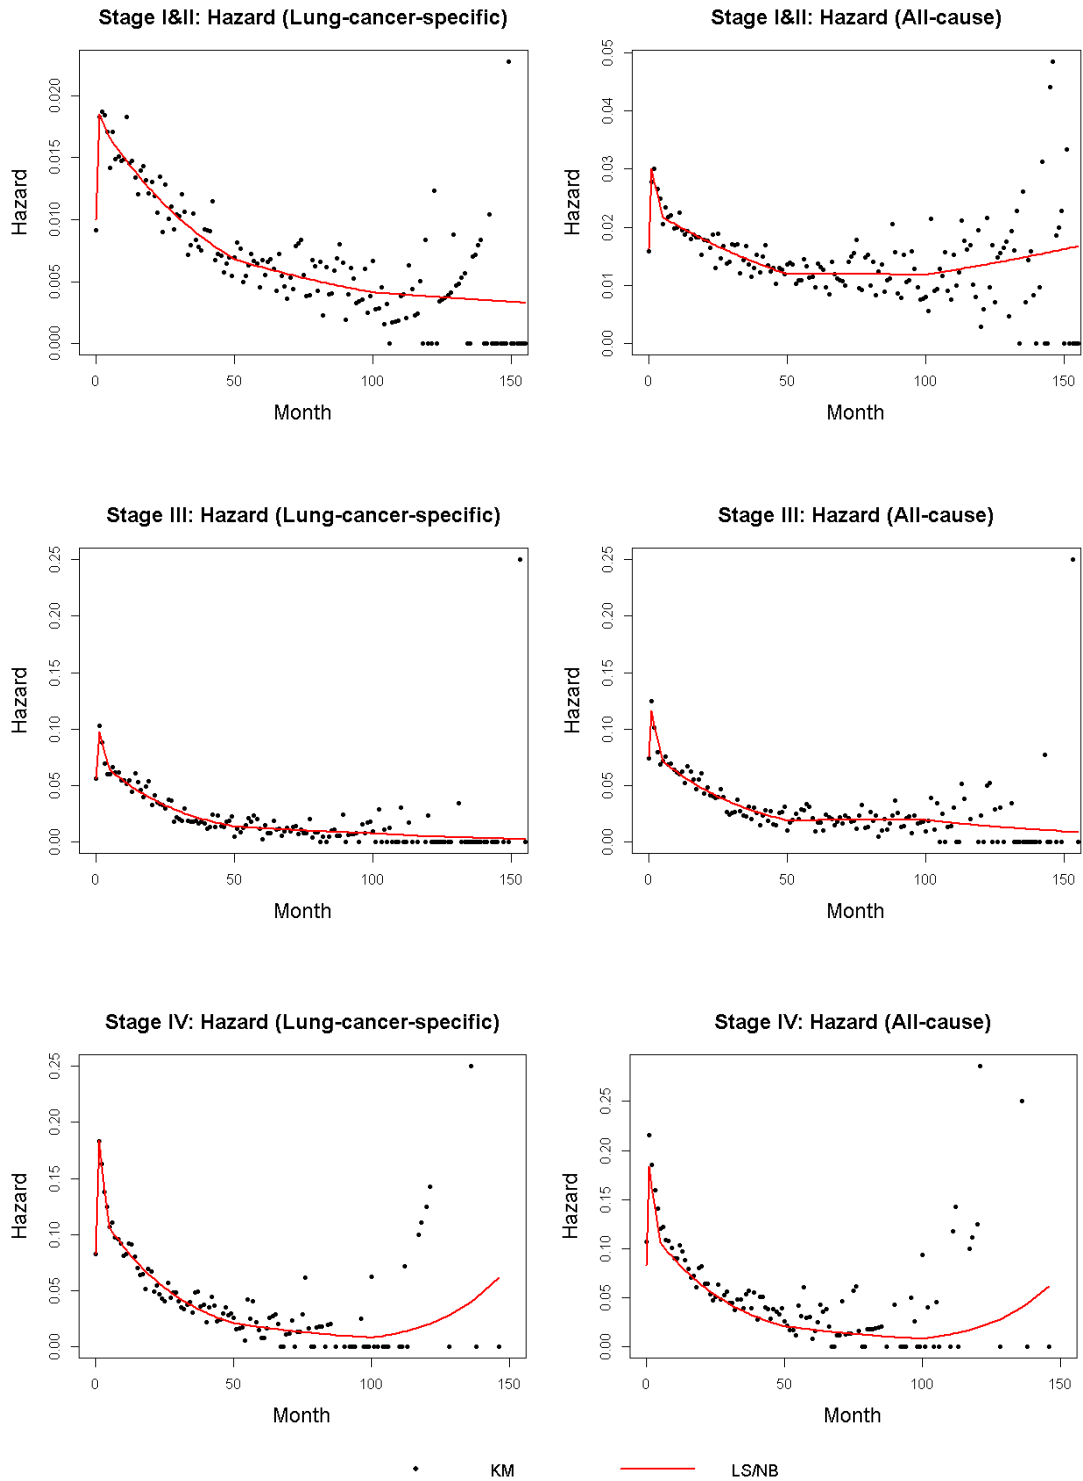 Stage I&II: Hazard (Lung-cancer-specific)
Stage I&II: Hazard (All-cause)
Hazard
0.000 0.005 0.010 0.015 0.020
0 50 100 150
Month
Hazard
0.00 0.01 0.02 0.03 0.04 0.05
0 50 100 150
Month
Stage III: Hazard (Lung-cancer-specific)
Stage III: Hazard (All-cause)
Hazard
0.00 0.05 0.10 0.15 0.20 0.25
0 50 100 150
Month
Hazard
0.00 0.05 0.10 0.15 0.20 0.25
0 50 100 150
Month
Stage IV: Hazard (Lung-cancer-specific)
Stage IV: Hazard (All-cause)
Hazard
0.00 0.05 0.10 0.15 0.20 0.25
0 50 100 150
Month
Hazard
0.00 0.05 0.10 0.15 0.20 0.25
0 50 100 150
Month
KM
LS/NB